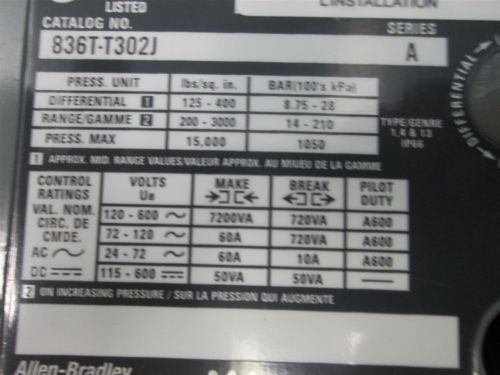 LISTED
L'INSTALLATION
CATALOG NO.
SERIES
836T-T302J
A
PRESS. UNIT lbs/sq. in. BAR(100's kPa)
DIFFERENTIAL 1 125 - 400 8.75 - 28
RANGE/GAMME 2 200 - 3000 14 - 210
PRESS. MAX 15,000 1050
TYPE/GENRE
1, 4 & 13
IP66
DIFFERENTIAL
1 APPROX. MID. RANGE VALUES/VALEUR APPROX. AU MILIEU DE LA GAMME
CONTROL RATINGS VOLTS Ue MAKE BREAK PILOT DUTY
VAL. NOM. CIRC. DE CMDE.
AC 120 - 600 7200VA 720VA A600
72 - 120 60A 720VA A600
24 - 72 60A 10A A600
DC 115 - 600 50VA 50VA
2 ON INCREASING PRESSURE / SUR LA PRESSION QUI AUGMENTE
Allen-Bradley